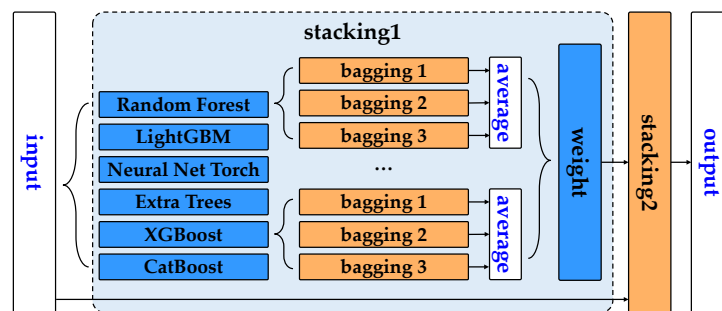 stacking1
input
Random Forest
LightGBM
Neural Net Torch
Extra Trees
XGBoost
CatBoost
bagging 1
bagging 2
bagging 3
average
...
bagging 1
bagging 2
bagging 3
average
weight
stacking2
output